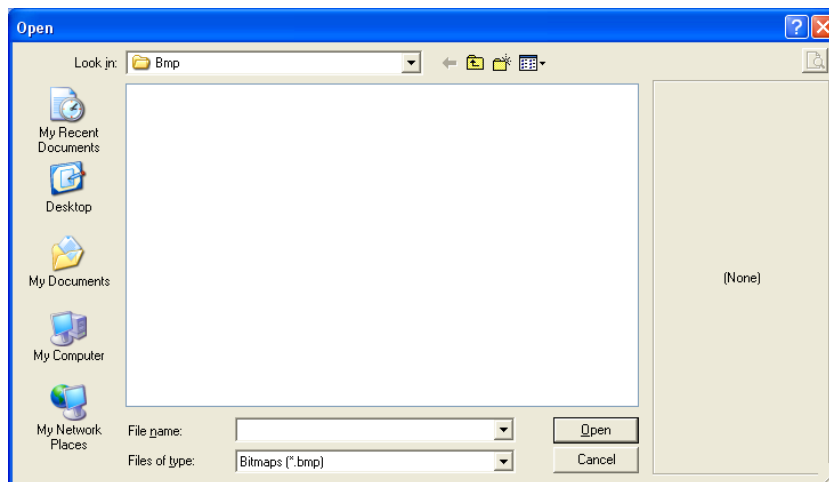 Open
Look in:
Bmp
My Recent
Documents
Desktop
My Documents
My Computer
My Network
Places
(None)
File name:
Open
Files of type:
Bitmaps (*.bmp)
Cancel